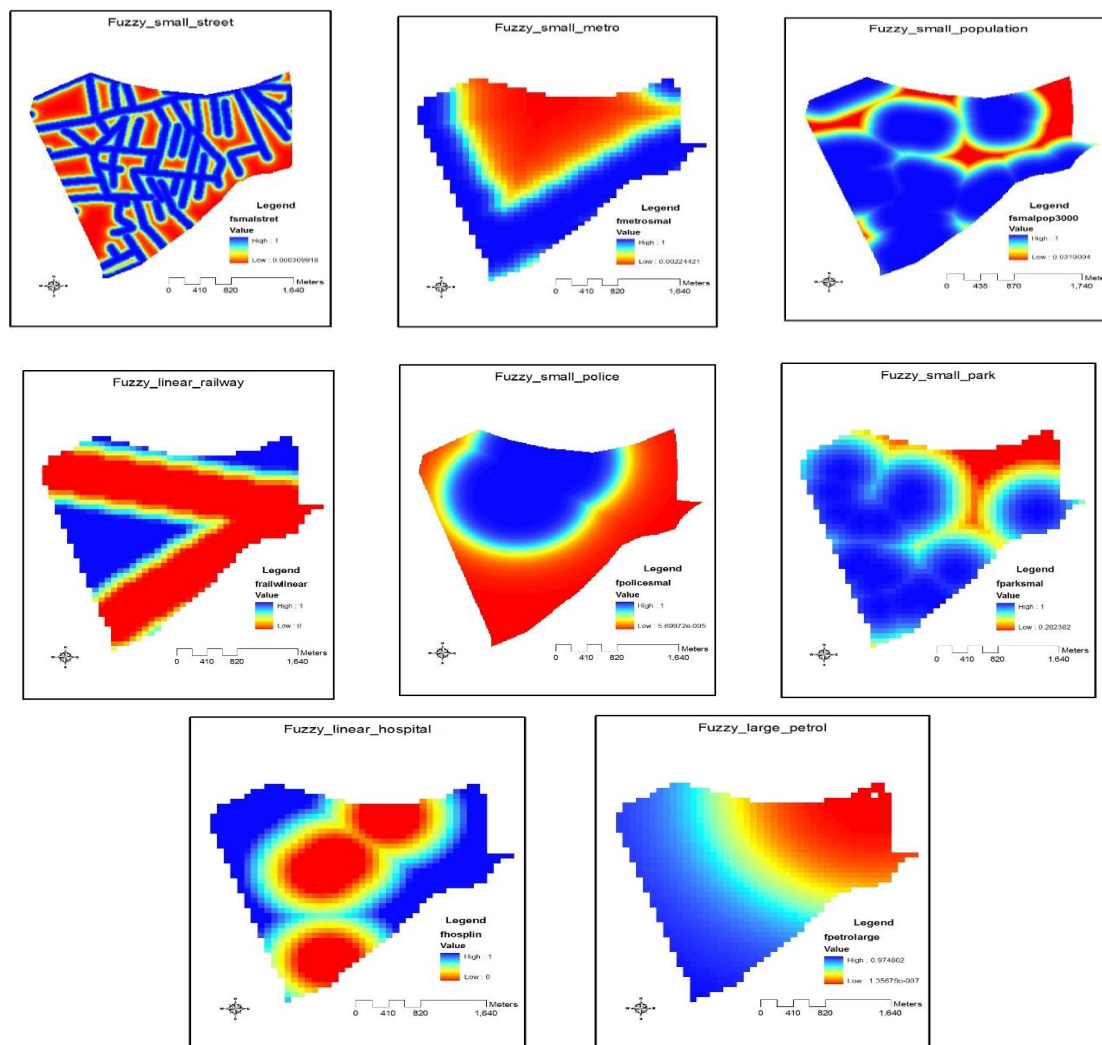 Fuzzy_small_street
Legend
fsmalstret
Value
High : 1
Low : 0.000309918
Meters
0 410 820 1,640
Fuzzy_small_metro
Legend
fmetrosmal
Value
High : 1
Low : 0.00224421
Meters
0 410 820 1,640
Fuzzy_small_population
Legend
fsmalpop3000
Value
High : 1
Low : 0.0310004
Meters
0 435 870 1,740
Fuzzy_linear_railway
Legend
frailwlinear
Value
High : 1
Low : 0
Meters
0 410 820 1,640
Fuzzy_small_police
Legend
fpolicesmal
Value
High : 1
Low : 5.69972e-005
Meters
0 410 820 1,640
Fuzzy_small_park
Legend
fparksmal
Value
High : 1
Low : 0.282382
Meters
0 410 820 1,640
Fuzzy_linear_hospital
Legend
fhosplin
Value
High : 1
Low : 0
Meters
0 410 820 1,640
Fuzzy_large_petrol
Legend
fpetrolarge
Value
High : 0.974802
Low : 1.35679e-007
Meters
0 410 820 1,640